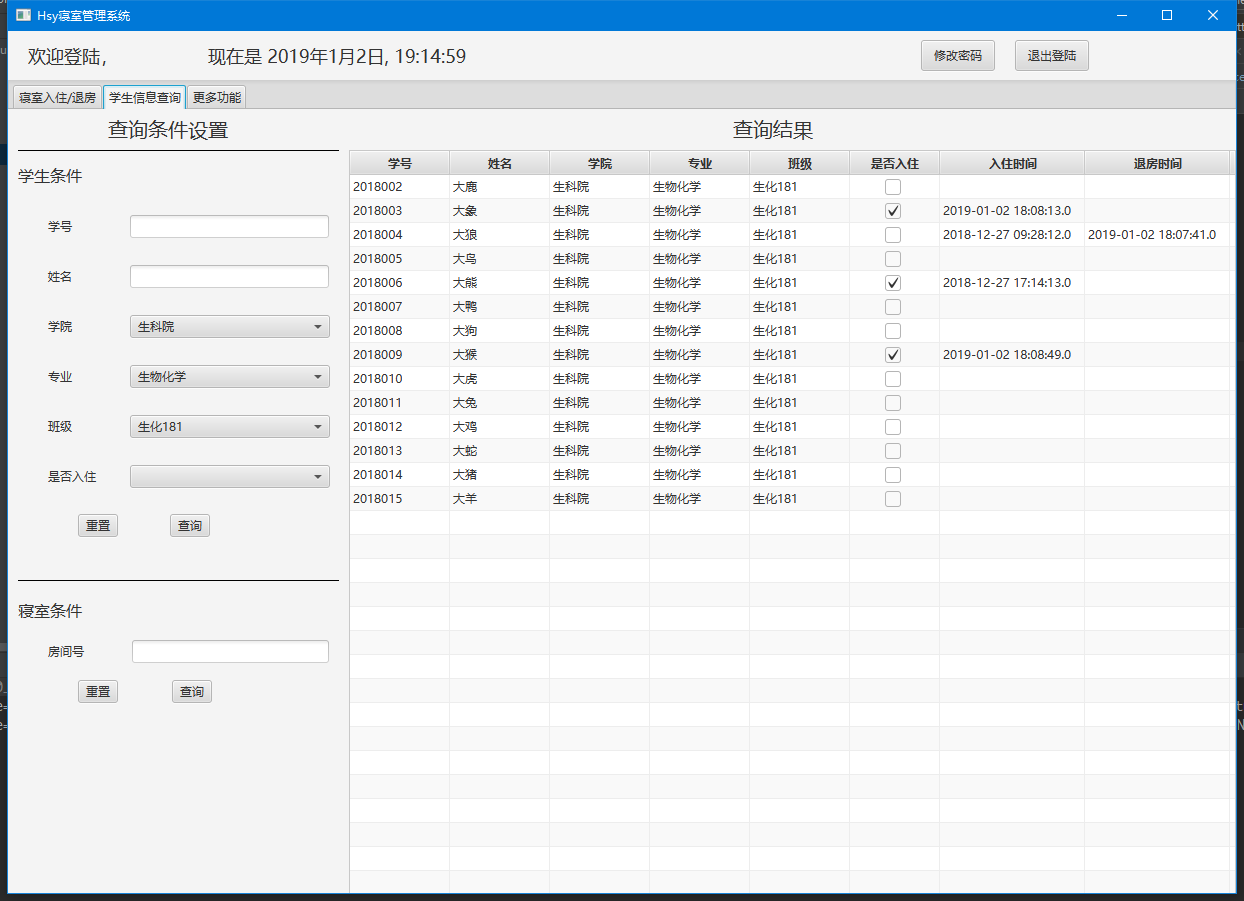 Hsy寝室管理系统
欢迎登陆,
现在是 2019年1月2日, 19:14:59
修改密码
退出登陆
寝室入住/退房 学生信息查询 更多功能
查询条件设置
学生条件
学号
姓名
学院 生科院
专业 生物化学
班级 生化181
是否入住
重置 查询
寝室条件
房间号
重置 查询
查询结果
学号 姓名 学院 专业 班级 是否入住 入住时间 退房时间
2018002 大鹿 生科院 生物化学 生化181
2018003 大象 生科院 生物化学 生化181 2019-01-02 18:08:13.0
2018004 大狼 生科院 生物化学 生化181 2018-12-27 09:28:12.0 2019-01-02 18:07:41.0
2018005 大鸟 生科院 生物化学 生化181
2018006 大熊 生科院 生物化学 生化181 2018-12-27 17:14:13.0
2018007 大鸭 生科院 生物化学 生化181
2018008 大狗 生科院 生物化学 生化181
2018009 大猴 生科院 生物化学 生化181 2019-01-02 18:08:49.0
2018010 大虎 生科院 生物化学 生化181
2018011 大兔 生科院 生物化学 生化181
2018012 大鸡 生科院 生物化学 生化181
2018013 大蛇 生科院 生物化学 生化181
2018014 大猪 生科院 生物化学 生化181
2018015 大羊 生科院 生物化学 生化181